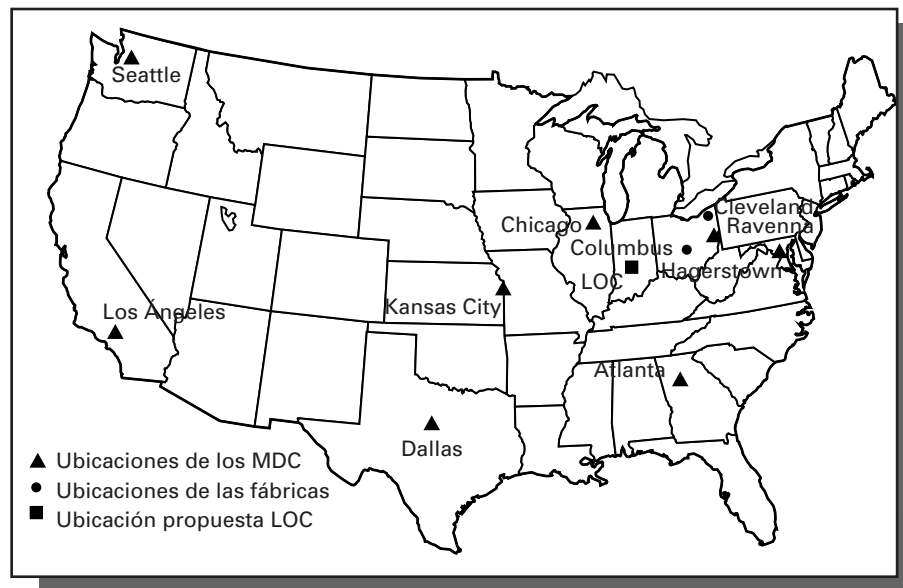 Seattle
Cleveland
Chicago
Ravenna
Columbus
Hagerstown
LOC
Kansas City
Los Ángeles
Atlanta
Dallas
Ubicaciones de los MDC
Ubicaciones de las fábricas
Ubicación propuesta LOC